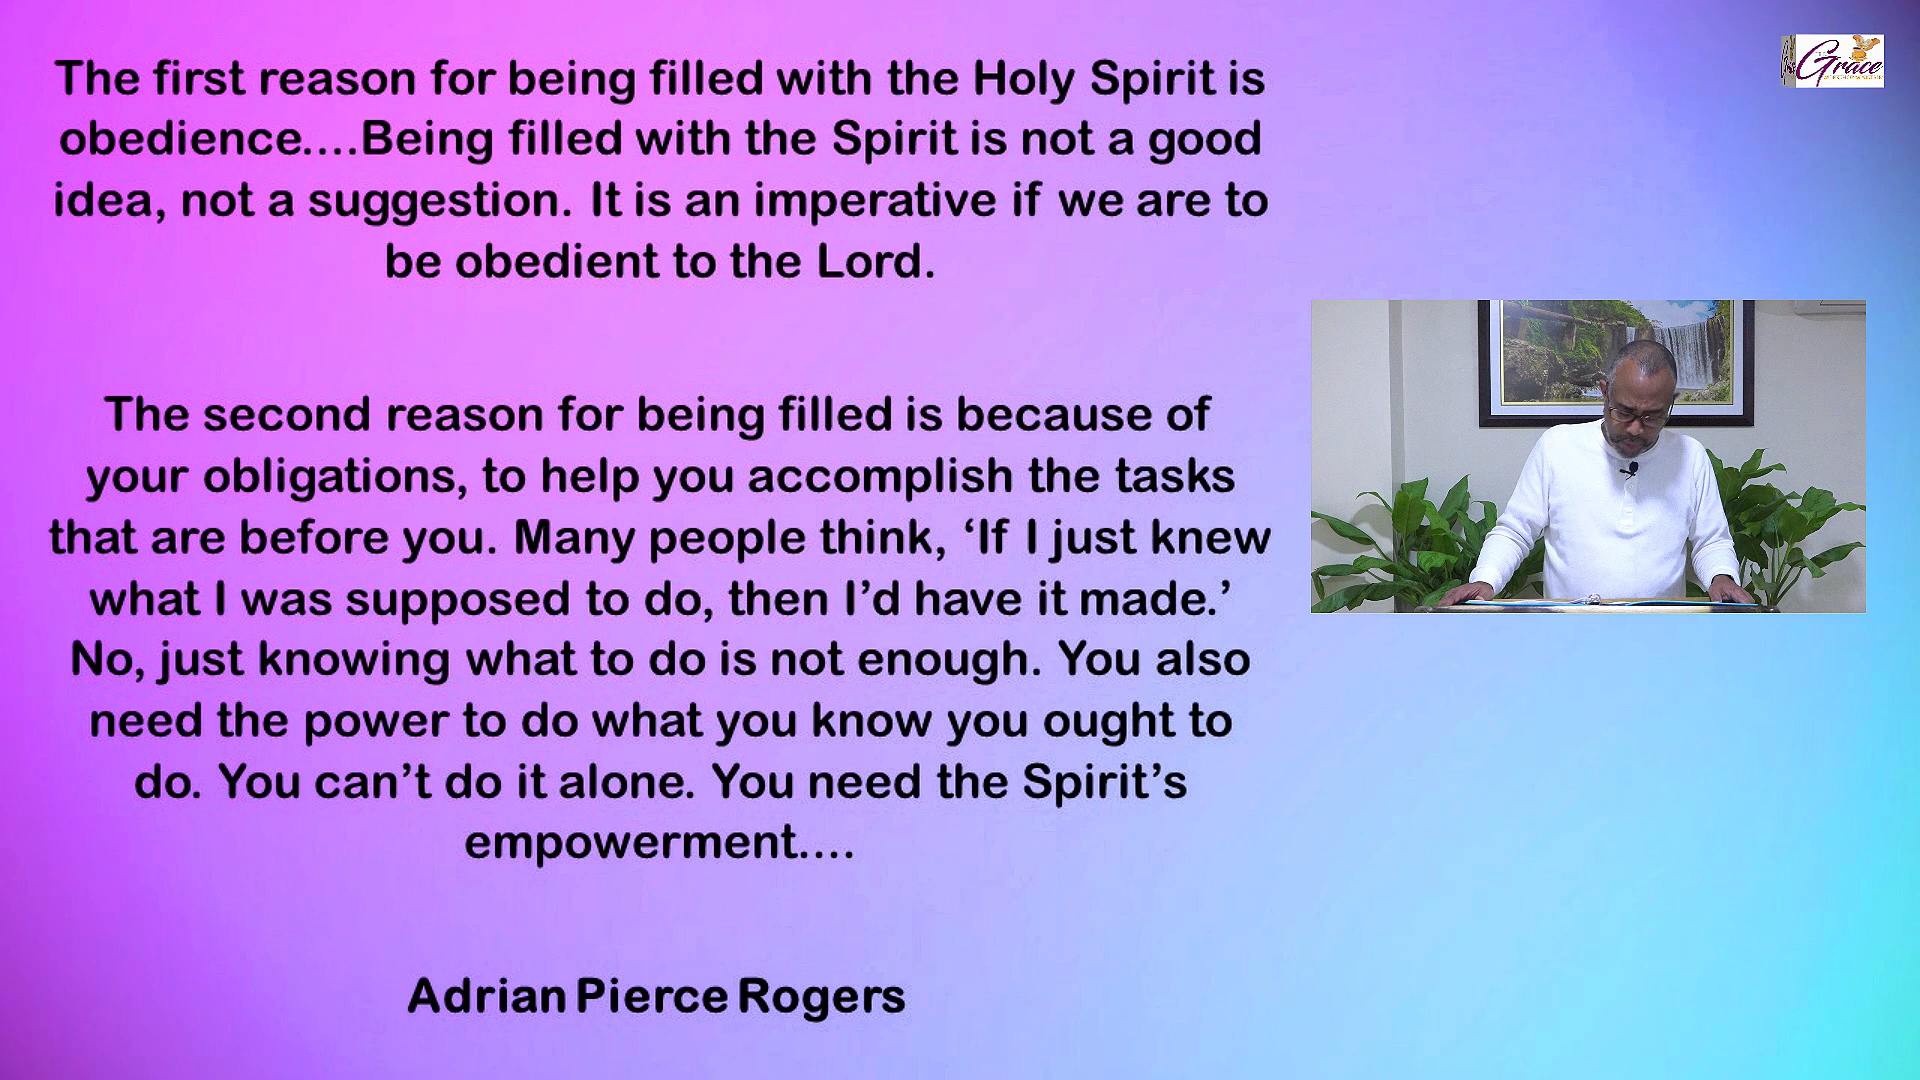 The first reason for being filled with the Holy Spirit is
obedience....Being filled with the Spirit is not a good
idea, not a suggestion. It is an imperative if we are to
be obedient to the Lord.
The second reason for being filled is because of
your obligations, to help you accomplish the tasks
that are before you. Many people think, ‘If I just knew
what I was supposed to do, then I’d have it made.’
No, just knowing what to do is not enough. You also
need the power to do what you know you ought to
do. You can’t do it alone. You need the Spirit’s
empowerment....
Adrian Pierce Rogers
Grace